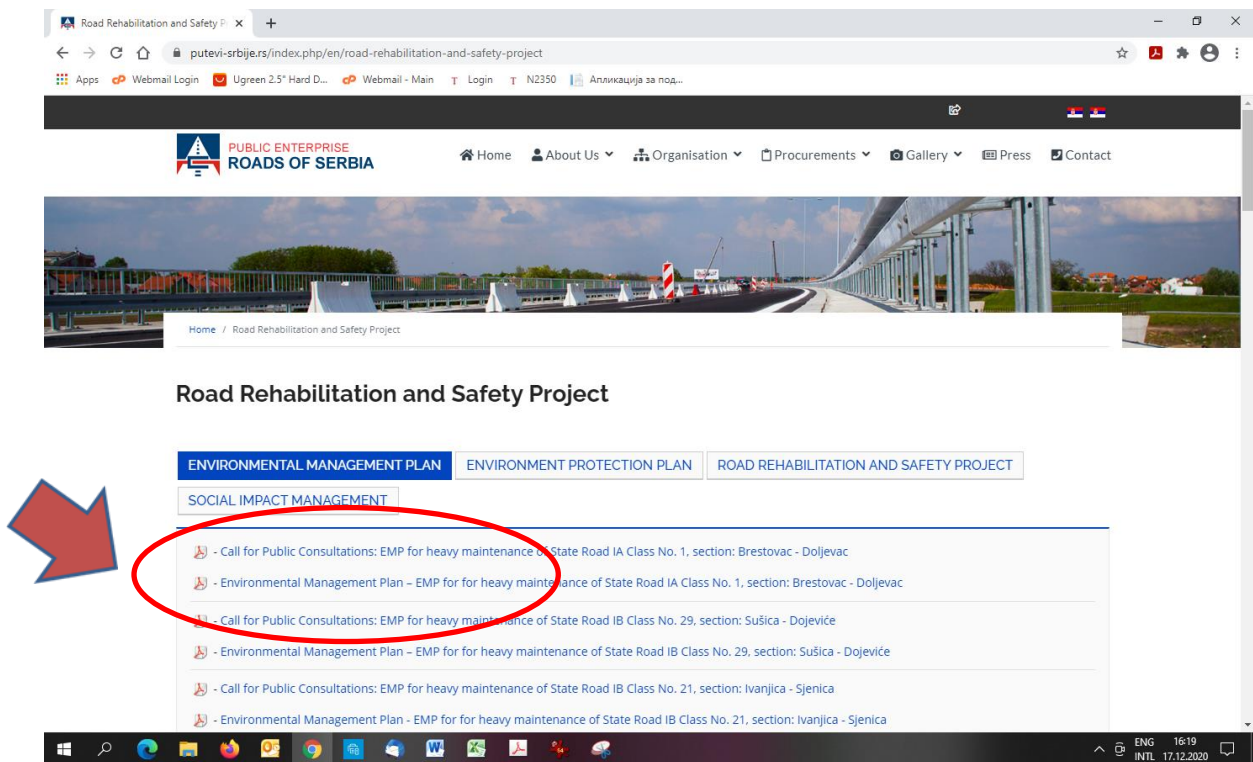 Road Rehabilitation and Safety P
putevi-srbije.rs/index.php/en/road-rehabilitation-and-safety-project
Apps Webmail Login Ugreen 2.5" Hard D... Webmail - Main Login N2350 Апликација за под...
PUBLIC ENTERPRISE
ROADS OF SERBIA
Home About Us Organisation Procurements Gallery Press Contact
Home / Road Rehabilitation and Safety Project
Road Rehabilitation and Safety Project
ENVIRONMENTAL MANAGEMENT PLAN ENVIRONMENT PROTECTION PLAN ROAD REHABILITATION AND SAFETY PROJECT
SOCIAL IMPACT MANAGEMENT
- Call for Public Consultations: EMP for heavy maintenance of State Road IA Class No. 1, section: Brestovac - Doljevac
- Environmental Management Plan – EMP for for heavy maintenance of State Road IA Class No. 1, section: Brestovac - Doljevac
- Call for Public Consultations: EMP for heavy maintenance of State Road IB Class No. 29, section: Sušica - Dojeviće
- Environmental Management Plan – EMP for for heavy maintenance of State Road IB Class No. 29, section: Sušica - Dojeviće
- Call for Public Consultations: EMP for heavy maintenance of State Road IB Class No. 21, section: Ivanjica - Sjenica
- Environmental Management Plan - EMP for for heavy maintenance of State Road IB Class No. 21, section: Ivanjica - Sjenica
ENG 16:19
INTL 17.12.2020